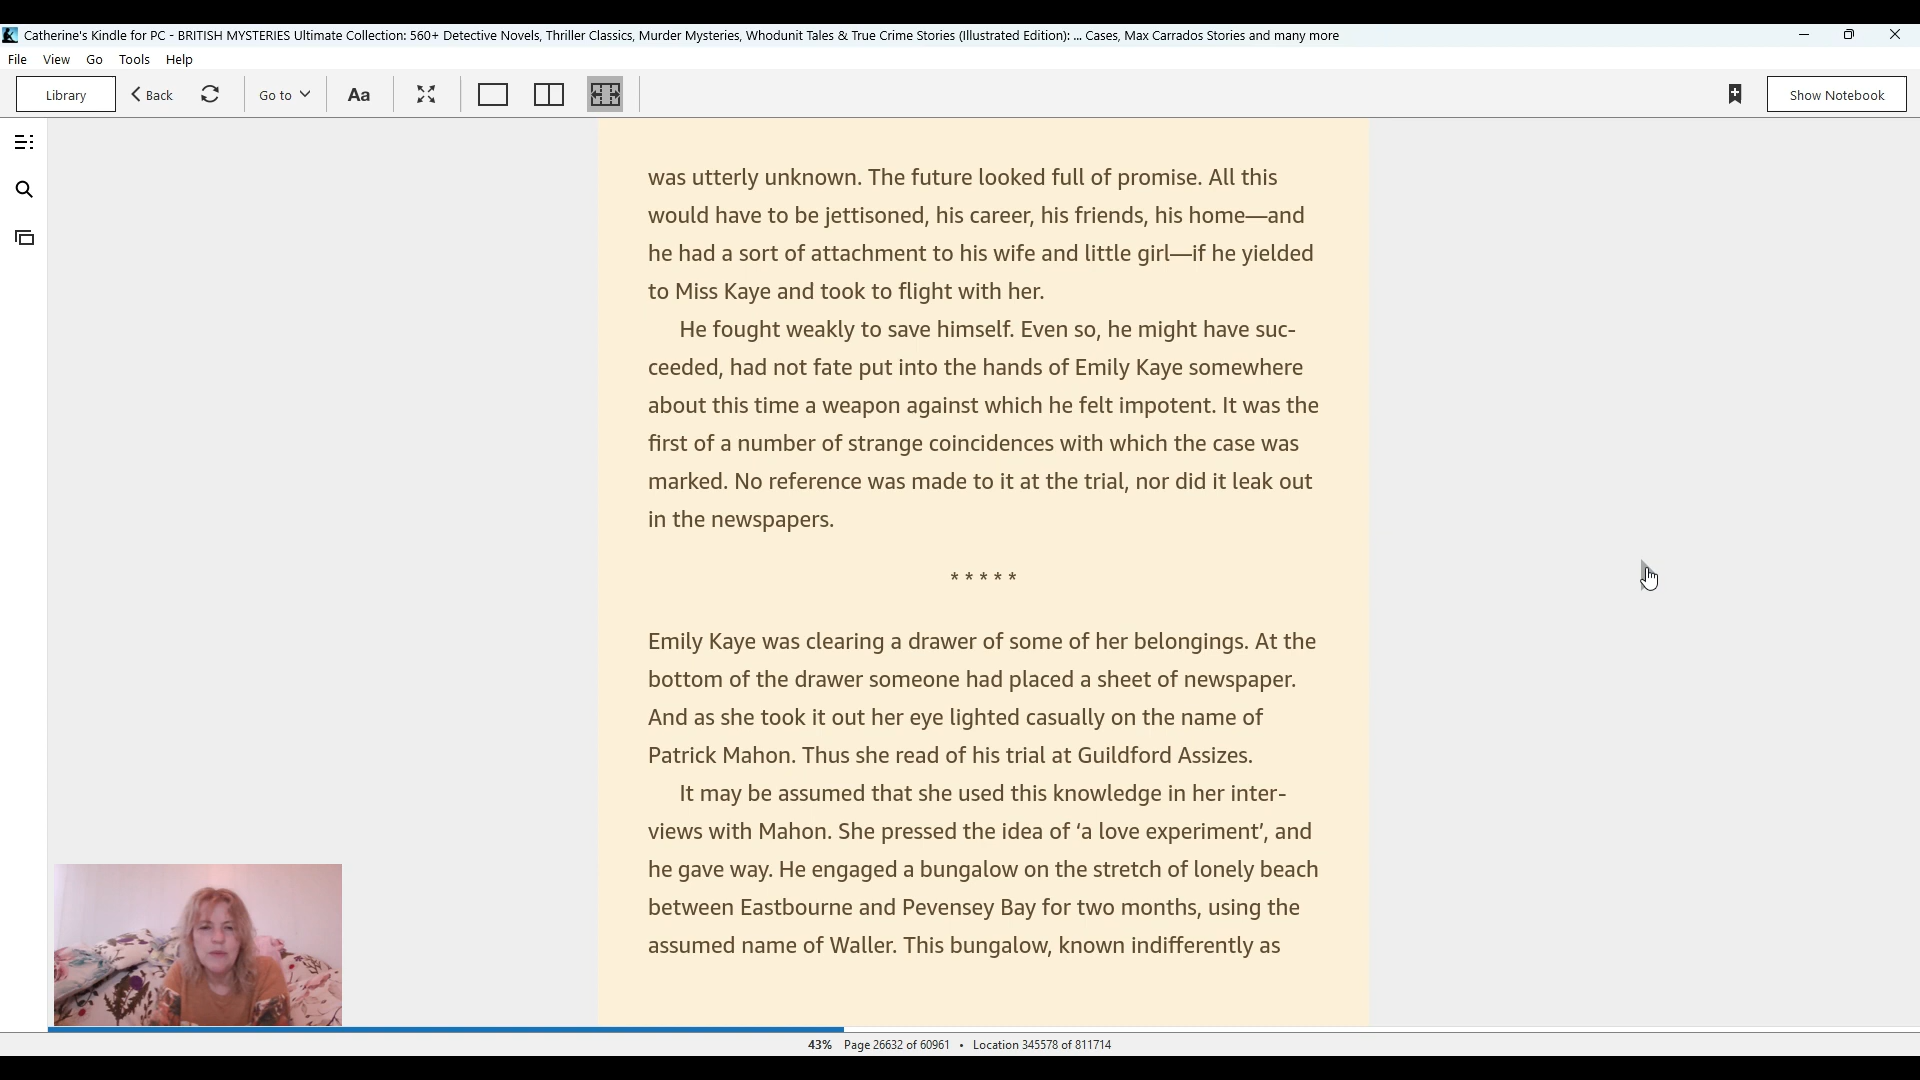 Catherine's Kindle for PC - BRITISH MYSTERIES Ultimate Collection: 560+ Detective Novels, Thriller Classics, Murder Mysteries, Whodunit Tales & True Crime Stories (Illustrated Edition): ... Cases, Max Carrados Stories and many more
File View Go Tools Help
Library Back Go to Aa Show Notebook
was utterly unknown. The future looked full of promise. All this
would have to be jettisoned, his career, his friends, his home—and
he had a sort of attachment to his wife and little girl—if he yielded
to Miss Kaye and took to flight with her.
He fought weakly to save himself. Even so, he might have suc-
ceeded, had not fate put into the hands of Emily Kaye somewhere
about this time a weapon against which he felt impotent. It was the
first of a number of strange coincidences with which the case was
marked. No reference was made to it at the trial, nor did it leak out
in the newspapers.
* * * * *
Emily Kaye was clearing a drawer of some of her belongings. At the
bottom of the drawer someone had placed a sheet of newspaper.
And as she took it out her eye lighted casually on the name of
Patrick Mahon. Thus she read of his trial at Guildford Assizes.
It may be assumed that she used this knowledge in her inter-
views with Mahon. She pressed the idea of ‘a love experiment’, and
he gave way. He engaged a bungalow on the stretch of lonely beach
between Eastbourne and Pevensey Bay for two months, using the
assumed name of Waller. This bungalow, known indifferently as
43% Page 26632 of 60961 • Location 345578 of 811714